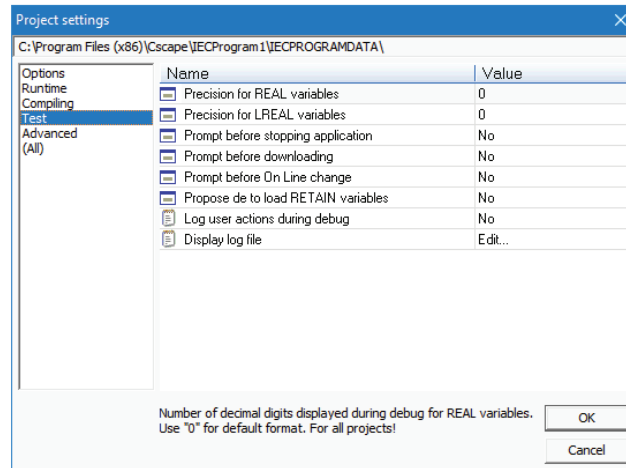 Project settings
C:\Program Files (x86)\Cscape\IECProgram1\IECPROGRAMDATA\
Options
Runtime
Compiling
Test
Advanced
(All)
Name Value
Precision for REAL variables 0
Precision for LREAL variables 0
Prompt before stopping application No
Prompt before downloading No
Prompt before On Line change No
Propose de to load RETAIN variables No
Log user actions during debug No
Display log file Edit...
Number of decimal digits displayed during debug for REAL variables.
Use "0" for default format. For all projects!
OK
Cancel